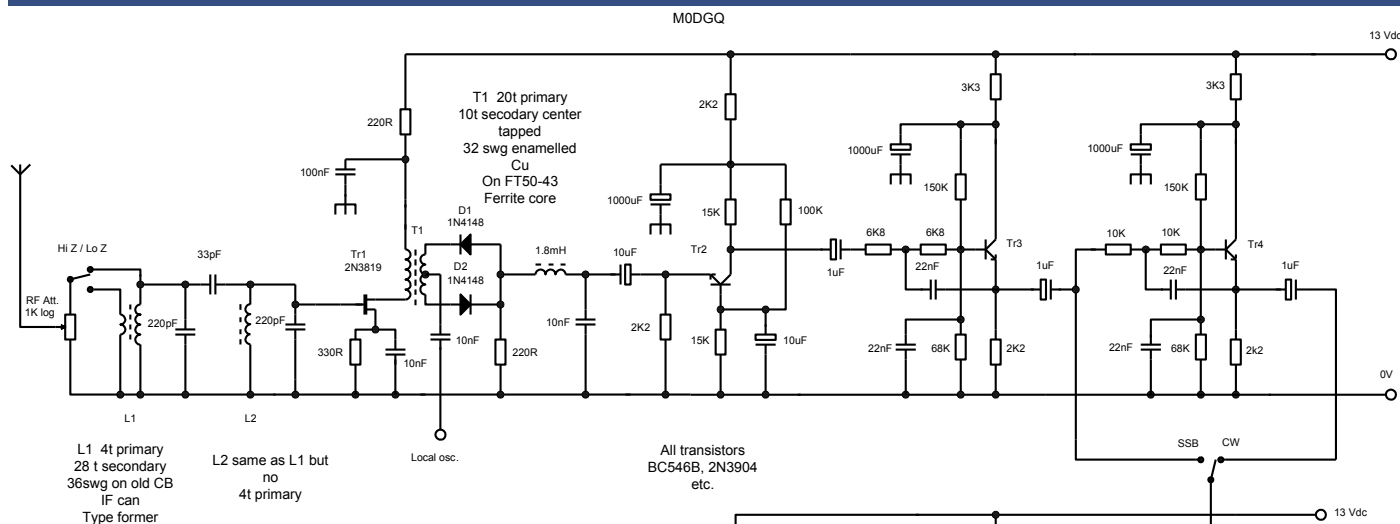 M0DGQ
13 Vdc
T1 20t primary
10t secodary center
tapped
32 swg enamelled
Cu
On FT50-43
Ferrite core
220R
100nF
2K2
3K3
3K3
1000uF
1000uF
1000uF
150K
150K
15K
100K
D1
1N4148
T1
D2
1N4148
1.8mH
10uF
Tr2
6K8
6K8
Tr3
10K
10K
Tr4
Hi Z / Lo Z
33pF
Tr1
2N3819
1uF
22nF
1uF
22nF
1uF
RF Att.
1K log
220pF
220pF
330R
10nF
10nF
220R
10nF
2K2
15K
10uF
22nF
68K
2K2
22nF
68K
2k2
0V
L1
L2
Local osc.
L1 4t primary
28 t secondary
36swg on old CB
IF can
Type former
L2 same as L1 but
no
4t primary
All transistors
BC546B, 2N3904
etc.
SSB
CW
13 Vdc